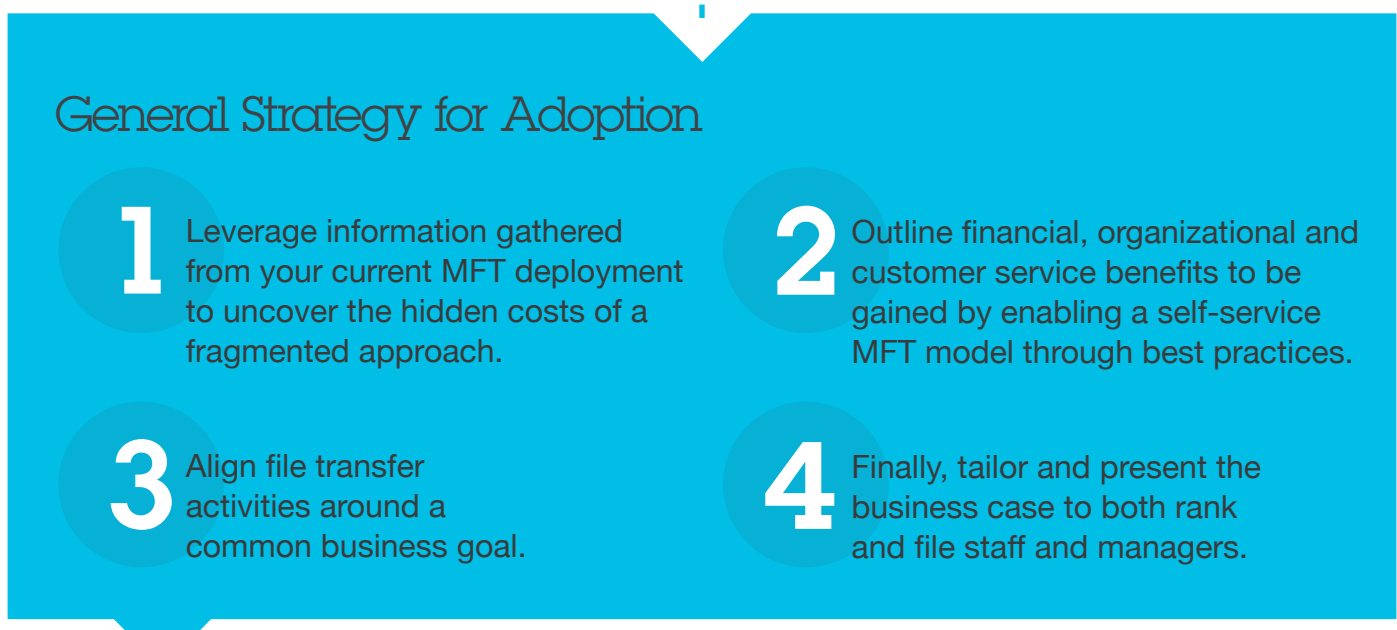 General Strategy for Adoption
1
Leverage information gathered
from your current MFT deployment
to uncover the hidden costs of a
fragmented approach.
2
Outline financial, organizational and
customer service benefits to be
gained by enabling a self-service
MFT model through best practices.
3
Align file transfer
activities around a
common business goal.
4
Finally, tailor and present the
business case to both rank
and file staff and managers.